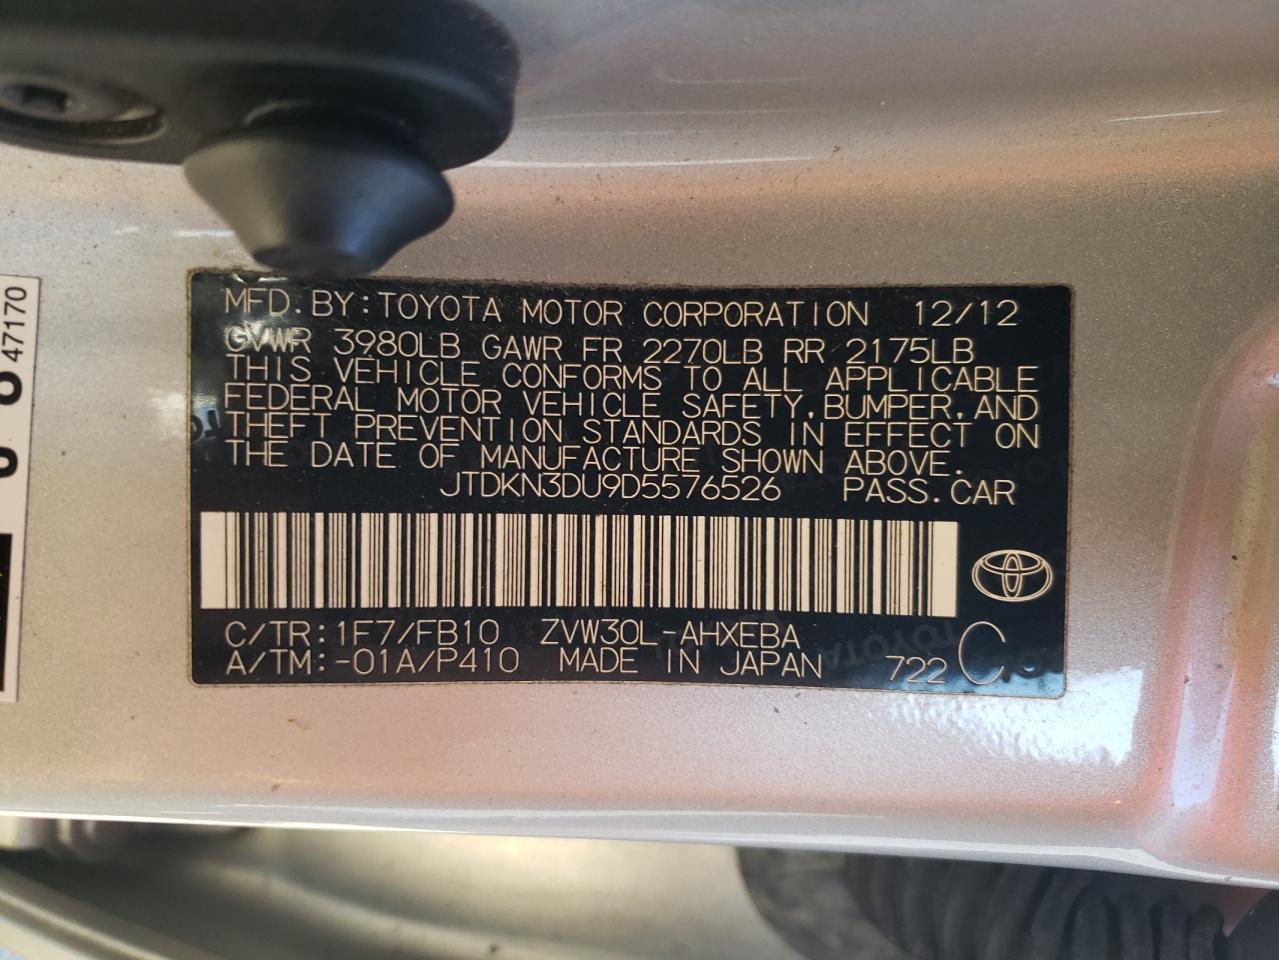 MFD. BY: TOYOTA MOTOR CORPORATION 12/12
GVWR 3980LB GAWR FR 2270LB RR 2175LB
THIS VEHICLE CONFORMS TO ALL APPLICABLE
FEDERAL MOTOR VEHICLE SAFETY, BUMPER, AND
THEFT PREVENTION STANDARDS IN EFFECT ON
THE DATE OF MANUFACTURE SHOWN ABOVE.
JTDKN3DU9D5576526 PASS. CAR
C/TR: 1F7/FB10 ZVW30L-AHXEBA
A/TM: -01A/P410 MADE IN JAPAN 722 C
47170